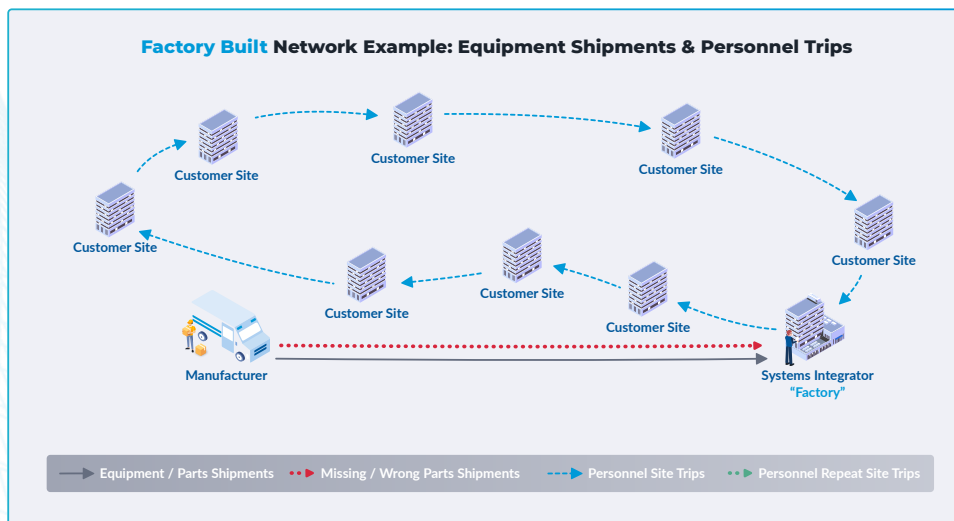 Factory Built Network Example: Equipment Shipments & Personnel Trips
Customer Site
Customer Site
Customer Site
Customer Site
Customer Site
Customer Site
Customer Site
Customer Site
Manufacturer
Systems Integrator
“Factory”
Equipment / Parts Shipments
Missing / Wrong Parts Shipments
Personnel Site Trips
Personnel Repeat Site Trips